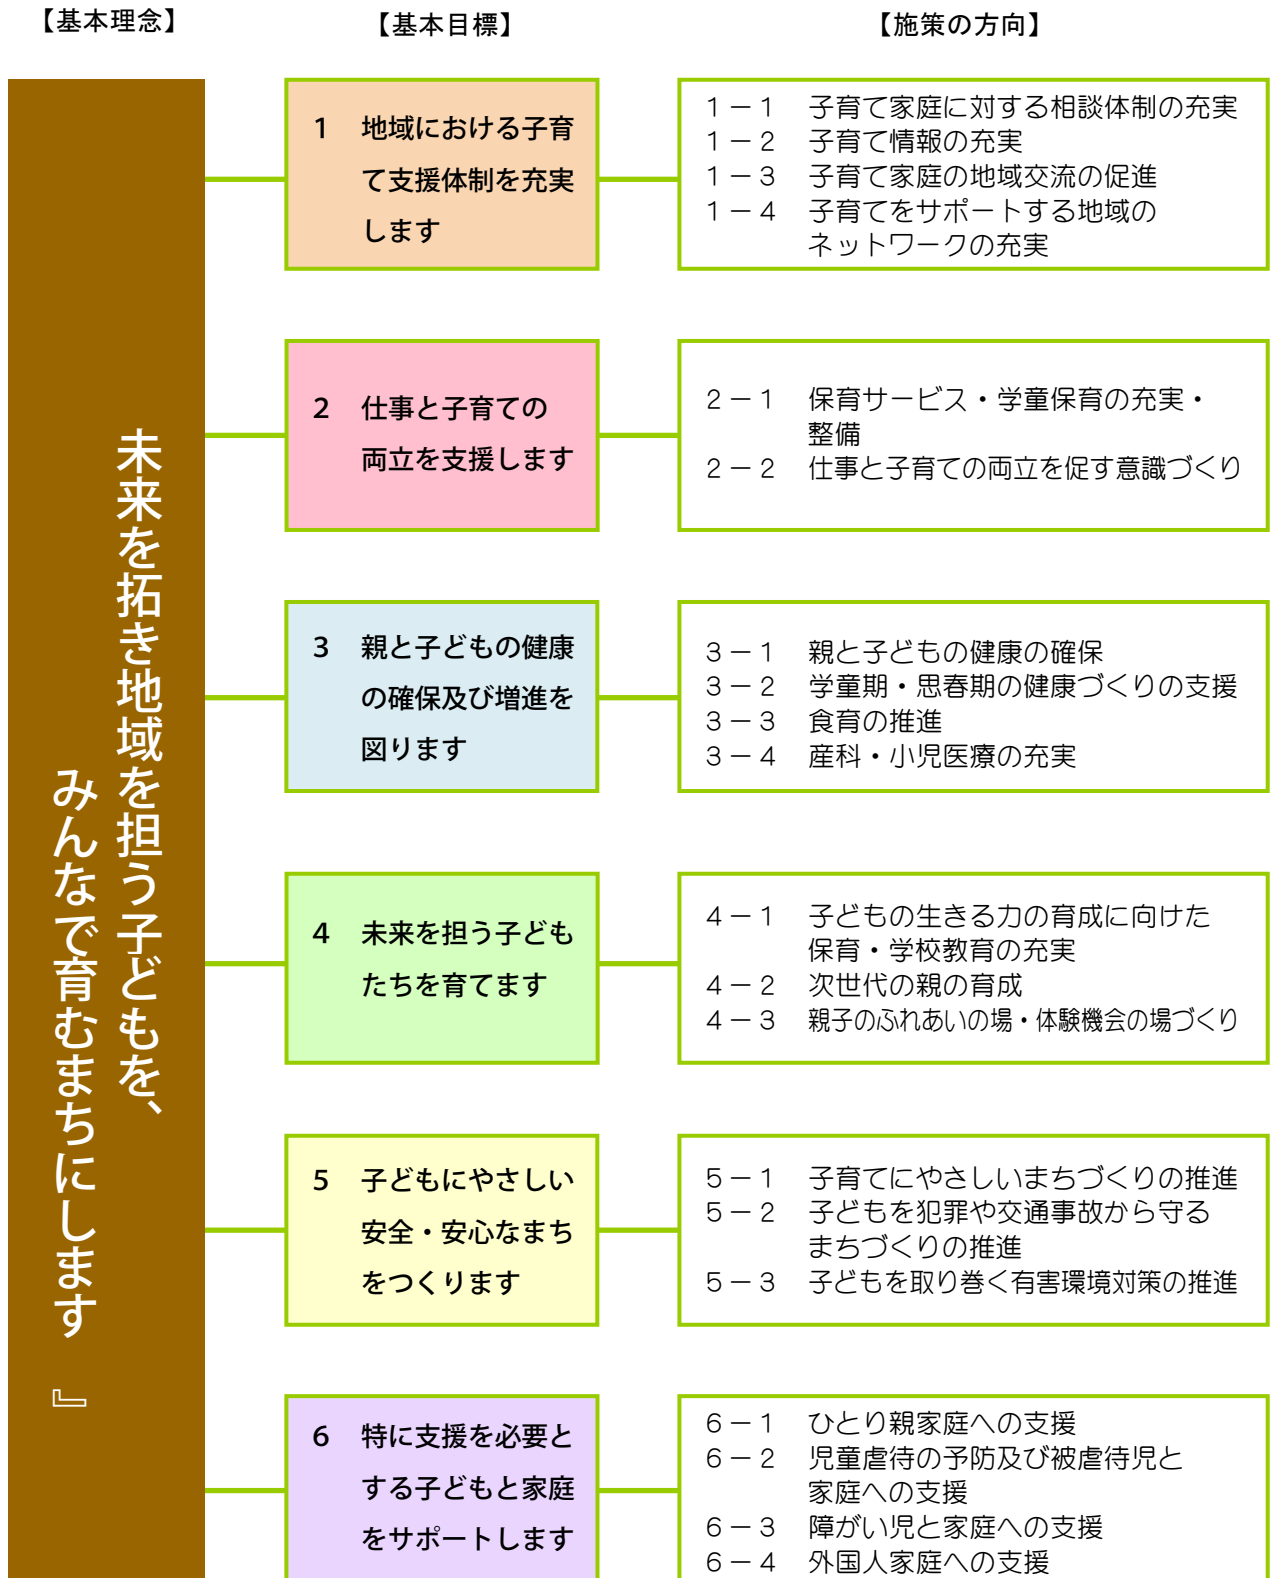 【基本理念】
【基本目標】
【施策の方向】
未来を拓き地域を担う子どもを、
みんなで育むまちにします 』
1 地域における子育
て支援体制を充実
します
1－1 子育て家庭に対する相談体制の充実
1－2 子育て情報の充実
1－3 子育て家庭の地域交流の促進
1－4 子育てをサポートする地域の
ネットワークの充実
2 仕事と子育ての
両立を支援します
2－1 保育サービス・学童保育の充実・
整備
2－2 仕事と子育ての両立を促す意識づくり
3 親と子どもの健康
の確保及び増進を
図ります
3－1 親と子どもの健康の確保
3－2 学童期・思春期の健康づくりの支援
3－3 食育の推進
3－4 産科・小児医療の充実
4 未来を担う子ども
たちを育てます
4－1 子どもの生きる力の育成に向けた
保育・学校教育の充実
4－2 次世代の親の育成
4－3 親子のふれあいの場・体験機会の場づくり
5 子どもにやさしい
安全・安心なまち
をつくります
5－1 子育てにやさしいまちづくりの推進
5－2 子どもを犯罪や交通事故から守る
まちづくりの推進
5－3 子どもを取り巻く有害環境対策の推進
6 特に支援を必要と
する子どもと家庭
をサポートします
6－1 ひとり親家庭への支援
6－2 児童虐待の予防及び被虐待児と
家庭への支援
6－3 障がい児と家庭への支援
6－4 外国人家庭への支援